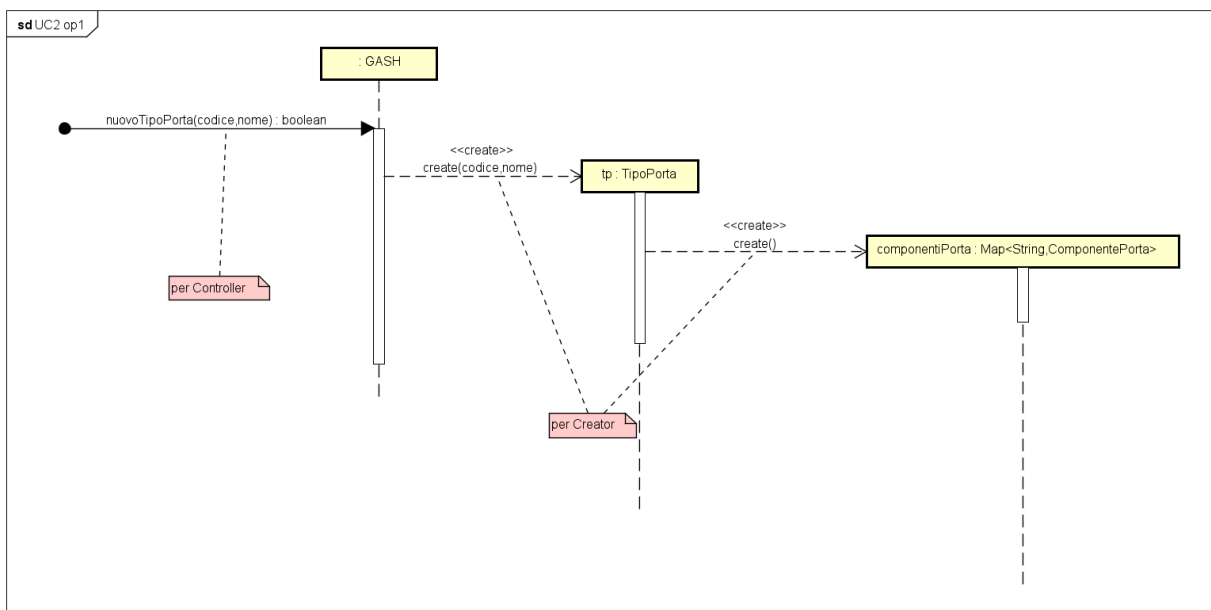 sd UC2 op1
: GASH
nuovoTipoPorta(codice,nome) : boolean
<<create>>
create(codice,nome)
tp : TipoPorta
<<create>>
create()
componentiPorta : Map<String,ComponentePorta>
per Controller
per Creator